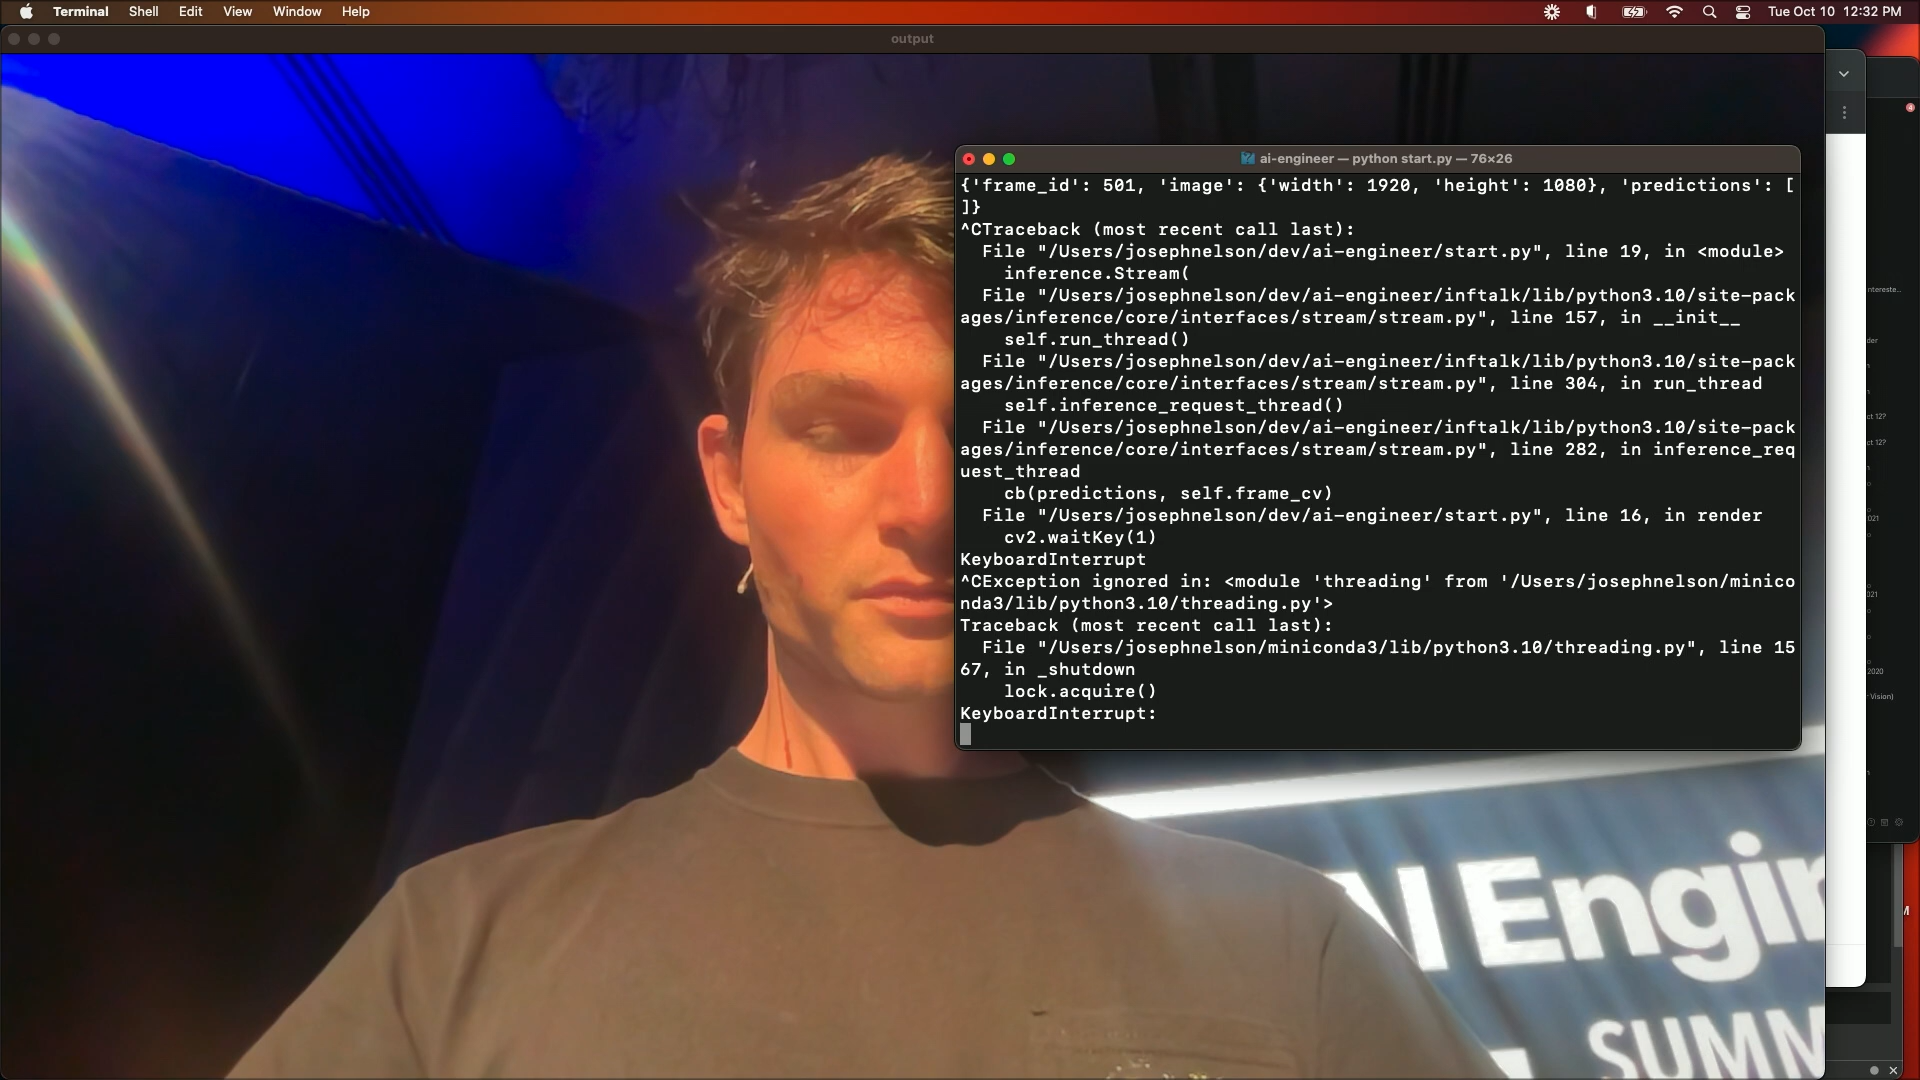 Terminal Shell Edit View Window Help Tue Oct 10 12:32 PM
output
ai-engineer — python start.py — 76×26
{'frame_id': 501, 'image': {'width': 1920, 'height': 1080}, 'predictions': [
]}
^CTraceback (most recent call last):
  File "/Users/josephnelson/dev/ai-engineer/start.py", line 19, in <module>
    inference.Stream(
  File "/Users/josephnelson/dev/ai-engineer/inftalk/lib/python3.10/site-pack
ages/inference/core/interfaces/stream/stream.py", line 157, in __init__
    self.run_thread()
  File "/Users/josephnelson/dev/ai-engineer/inftalk/lib/python3.10/site-pack
ages/inference/core/interfaces/stream/stream.py", line 304, in run_thread
    self.inference_request_thread()
  File "/Users/josephnelson/dev/ai-engineer/inftalk/lib/python3.10/site-pack
ages/inference/core/interfaces/stream/stream.py", line 282, in inference_req
uest_thread
    cb(predictions, self.frame_cv)
  File "/Users/josephnelson/dev/ai-engineer/start.py", line 16, in render
    cv2.waitKey(1)
KeyboardInterrupt
^CException ignored in: <module 'threading' from '/Users/josephnelson/minico
nda3/lib/python3.10/threading.py'>
Traceback (most recent call last):
  File "/Users/josephnelson/miniconda3/lib/python3.10/threading.py", line 15
67, in _shutdown
    lock.acquire()
KeyboardInterrupt:
AI Engin
SUMM
ct 12?
ct 12?
2020
Vision)